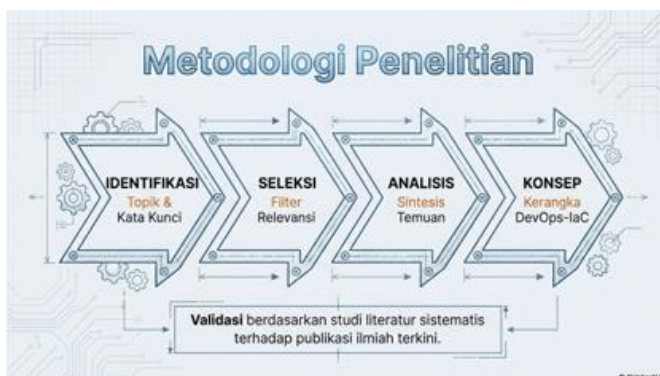 Metodologi Penelitian
IDENTIFIKASI
Topik &
Kata Kunci
SELEKSI
Filter
Relevansi
ANALISIS
Sintesis
Temuan
KONSEP
Kerangka
DevOps-IaC
Validasi berdasarkan studi literatur sistematis
terhadap publikasi ilmiah terkini.